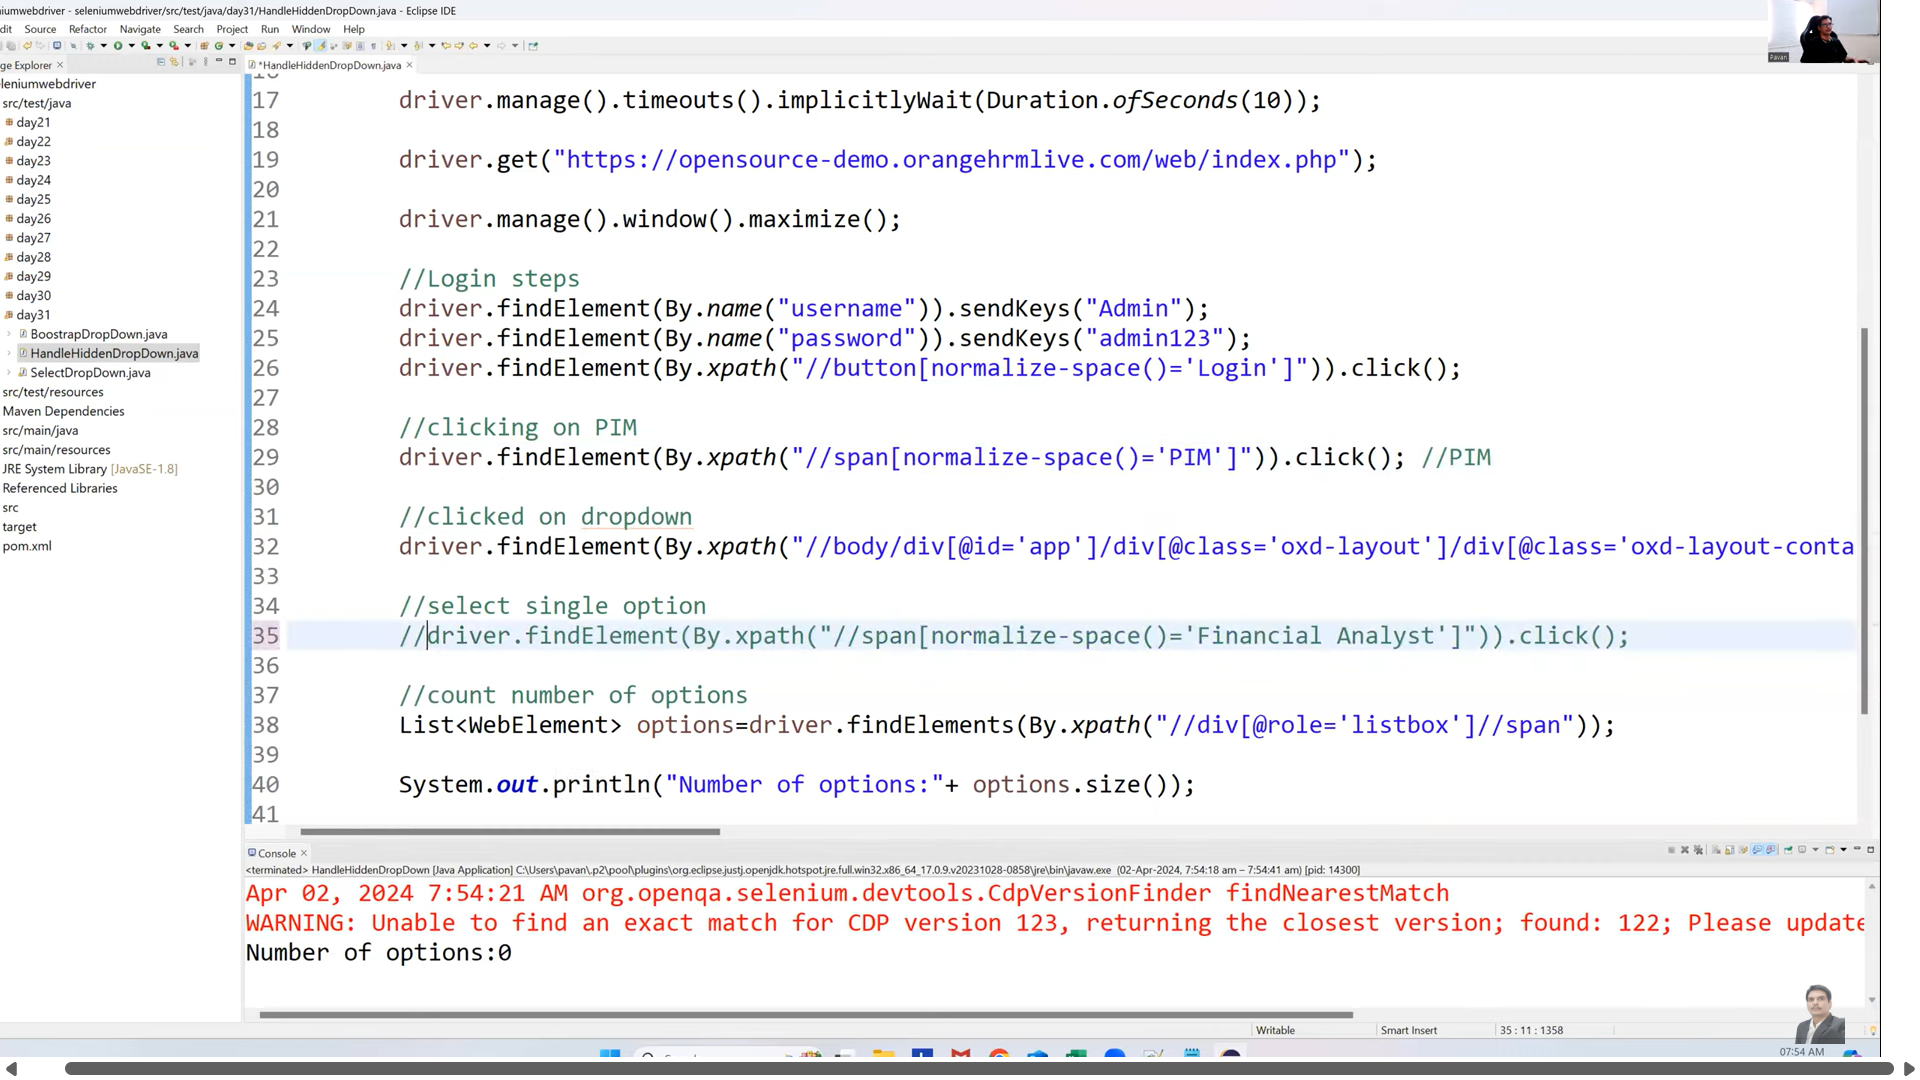 niumwebdriver - seleniumwebdriver/src/test/java/day31/HandleHiddenDropDown.java - Eclipse IDE
dit Source Refactor Navigate Search Project Run Window Help
ge Explorer
*HandleHiddenDropDown.java
eleniumwebdriver
src/test/java
day21
day22
day23
day24
day25
day26
day27
day28
day29
day30
day31
BoostrapDropDown.java
HandleHiddenDropDown.java
SelectDropDown.java
src/test/resources
Maven Dependencies
src/main/java
src/main/resources
JRE System Library [JavaSE-1.8]
Referenced Libraries
src
target
pom.xml
Pavan
16
17 driver.manage().timeouts().implicitlyWait(Duration.ofSeconds(10));
18
19 driver.get("https://opensource-demo.orangehrmlive.com/web/index.php");
20
21 driver.manage().window().maximize();
22
23 //Login steps
24 driver.findElement(By.name("username")).sendKeys("Admin");
25 driver.findElement(By.name("password")).sendKeys("admin123");
26 driver.findElement(By.xpath("//button[normalize-space()='Login']")).click();
27
28 //clicking on PIM
29 driver.findElement(By.xpath("//span[normalize-space()='PIM']")).click(); //PIM
30
31 //clicked on dropdown
32 driver.findElement(By.xpath("//body/div[@id='app']/div[@class='oxd-layout']/div[@class='oxd-layout-conta
33
34 //select single option
35 //driver.findElement(By.xpath("//span[normalize-space()='Financial Analyst']")).click();
36
37 //count number of options
38 List<WebElement> options=driver.findElements(By.xpath("//div[@role='listbox']//span"));
39
40 System.out.println("Number of options:"+ options.size());
41
Console
<terminated> HandleHiddenDropDown [Java Application] C:\Users\pavan\.p2\pool\plugins\org.eclipse.justj.openjdk.hotspot.jre.full.win32.x86_64_17.0.9.v20231028-0858\jre\bin\javaw.exe (02-Apr-2024, 7:54:18 am – 7:54:41 am) [pid: 14300]
Apr 02, 2024 7:54:21 AM org.openqa.selenium.devtools.CdpVersionFinder findNearestMatch
WARNING: Unable to find an exact match for CDP version 123, returning the closest version; found: 122; Please update
Number of options:0
Writable Smart Insert 35 : 11 : 1358
07:54 AM